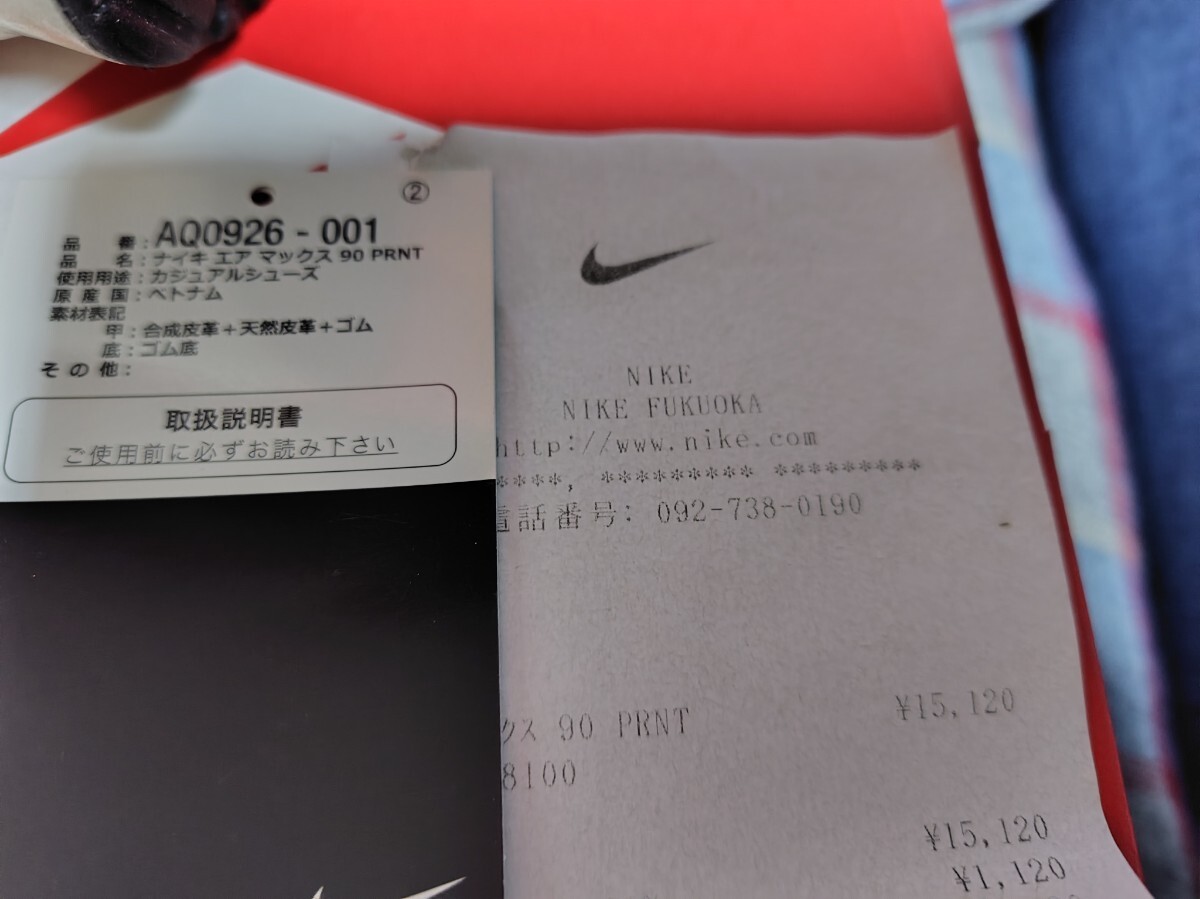 ②
品番：AQ0926 - 001
品名：ナイキ エア マックス 90 PRNT
使用用途：カジュアルシューズ
原産国：ベトナム
素材表記
甲：合成皮革＋天然皮革＋ゴム
底：ゴム底
その他：
取扱説明書
ご使用前に必ずお読み下さい
NIKE
NIKE FUKUOKA
http://www.nike.com
****, ********* *********
電話番号: 092-738-0190
クス 90 PRNT ¥15,120
8100
¥15,120
¥1,120